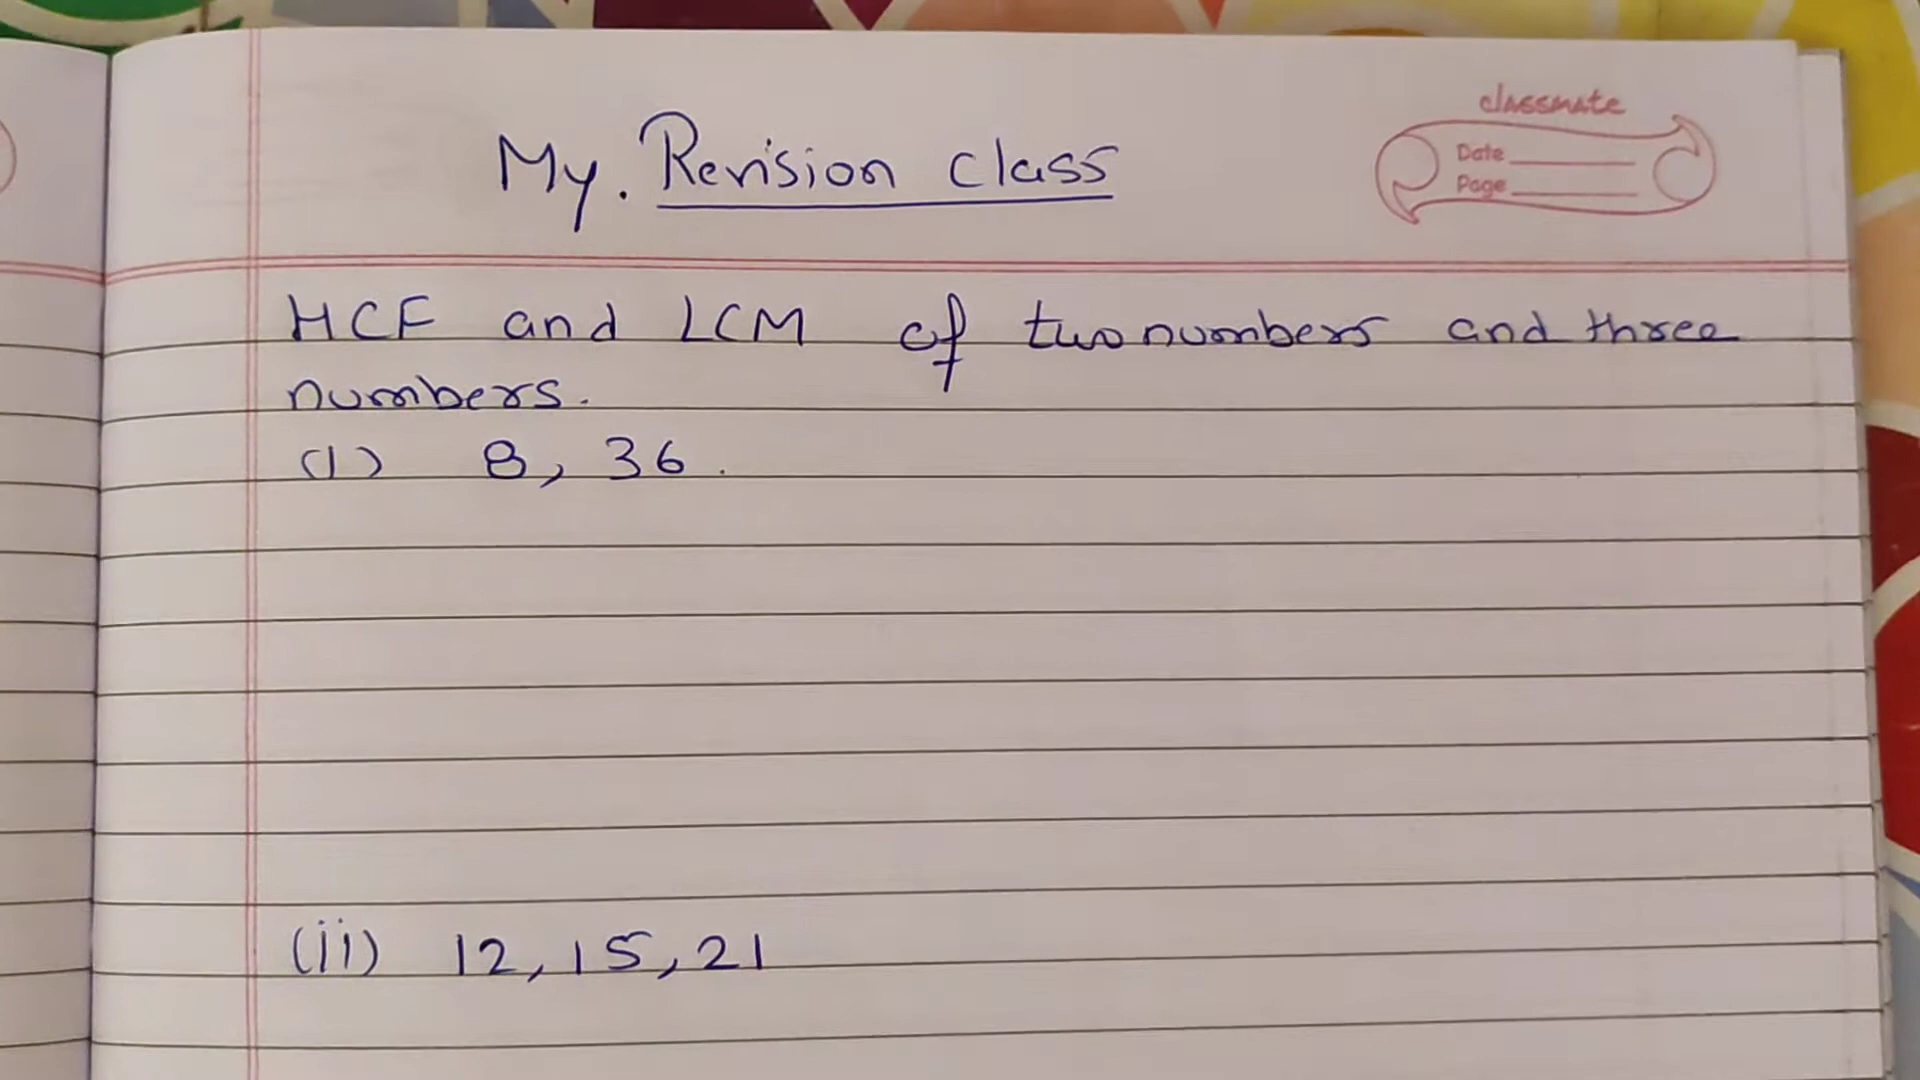 My. Revision class
classmate
Date
Page
HCF and LCM of two numbers and three
numbers.
(1) 8, 36.
(ii) 12, 15, 21